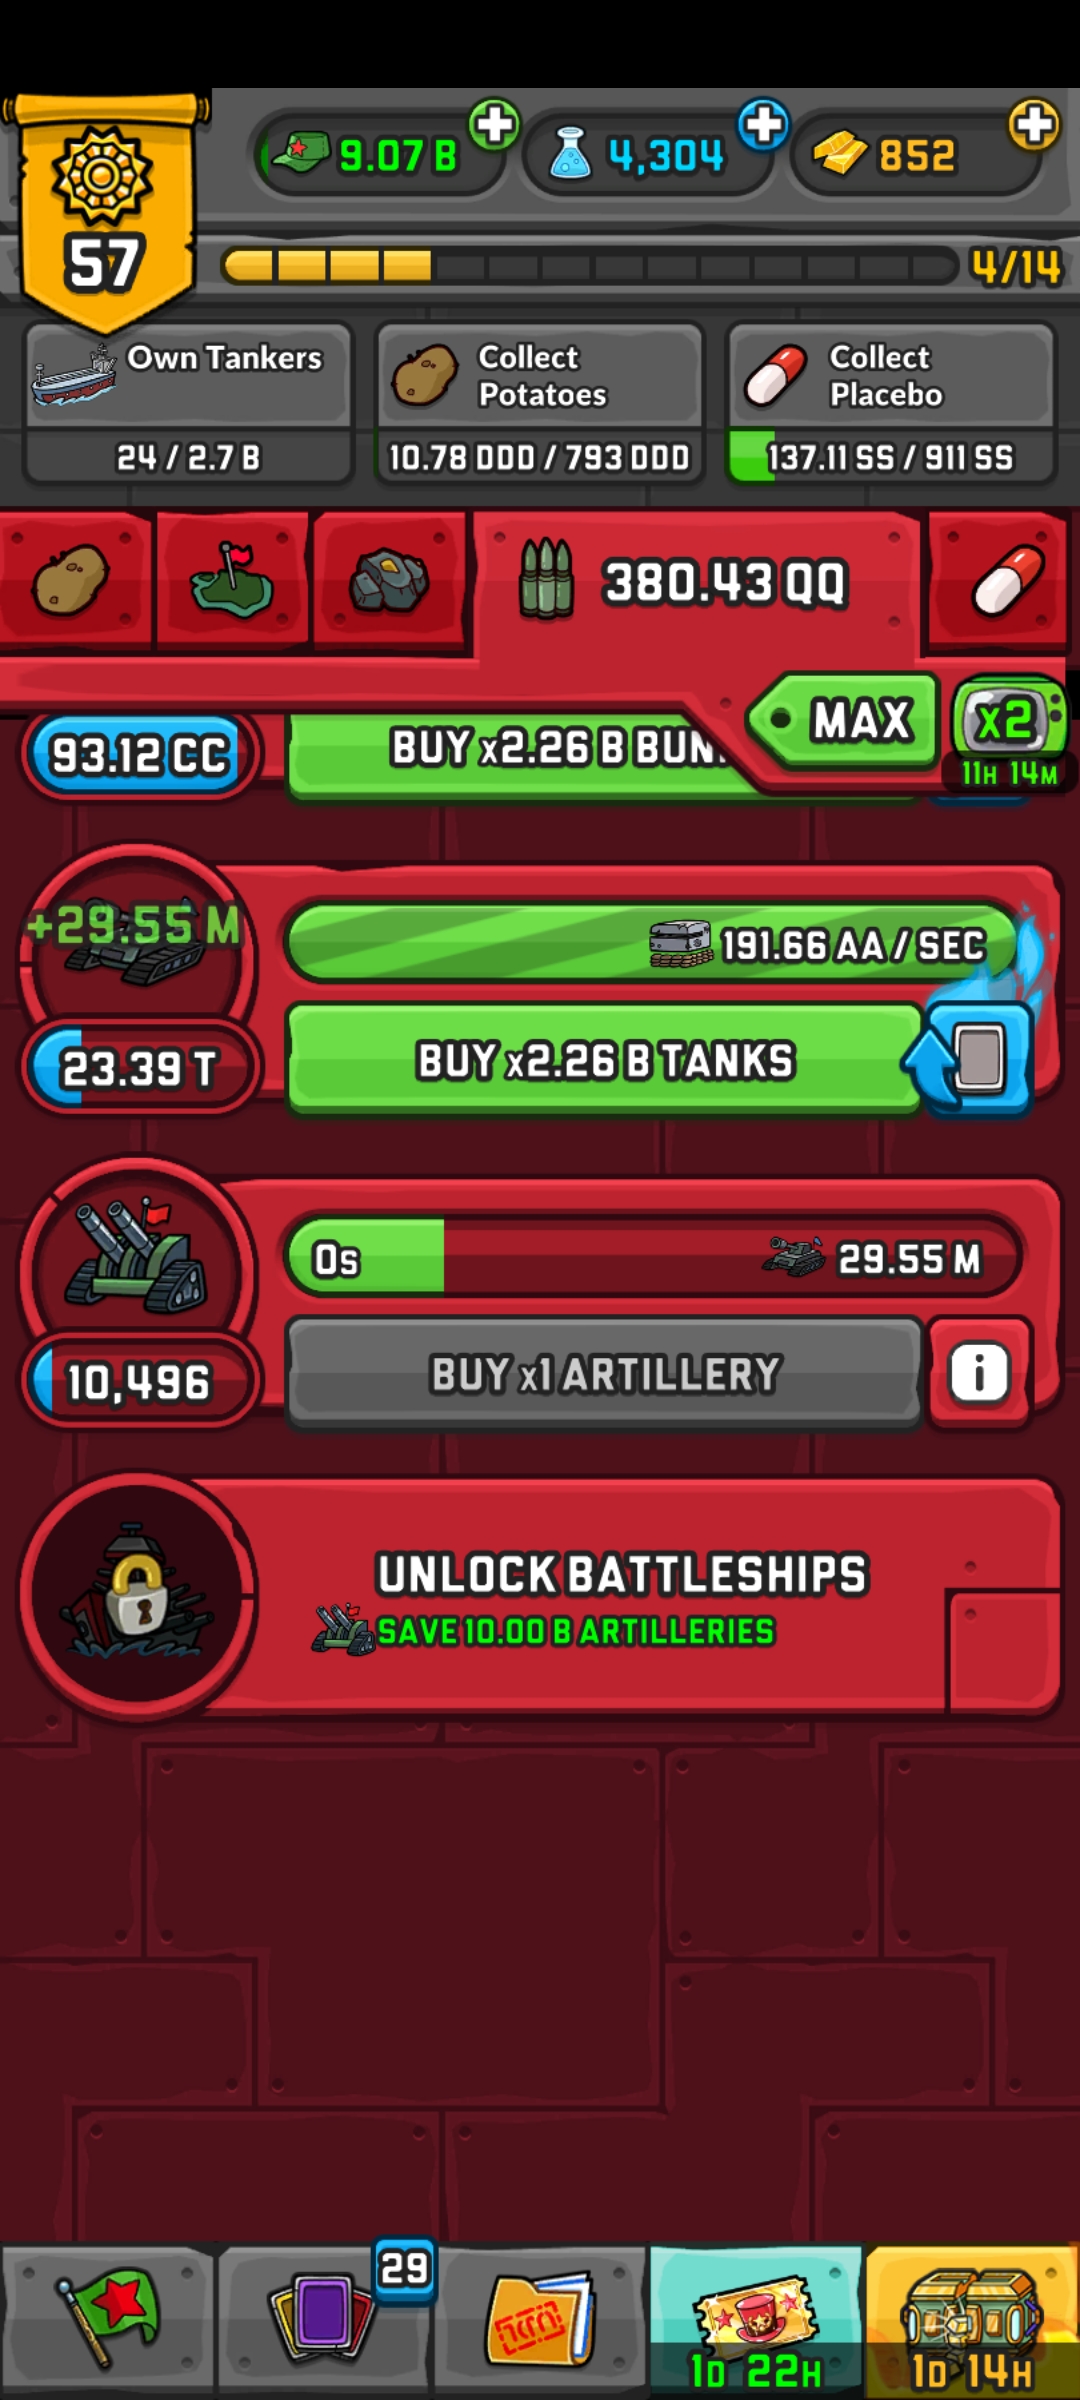 57
9.07 B
4,304
852
4/14
Own Tankers
24 / 2.7 B
Collect
Potatoes
10.78 DDD / 793 DDD
Collect
Placebo
137.11 SS / 911 SS
380.43 QQ
MAX
x2
11H 14M
93.12 CC
BUY x2.26 B BUN
+29.55 M
191.66 AA / SEC
23.39 T
BUY x2.26 B TANKS
0s
29.55 M
10,496
BUY x1 ARTILLERY
i
UNLOCK BATTLESHIPS
SAVE 10.00 B ARTILLERIES
29
1D 22H
1D 14H